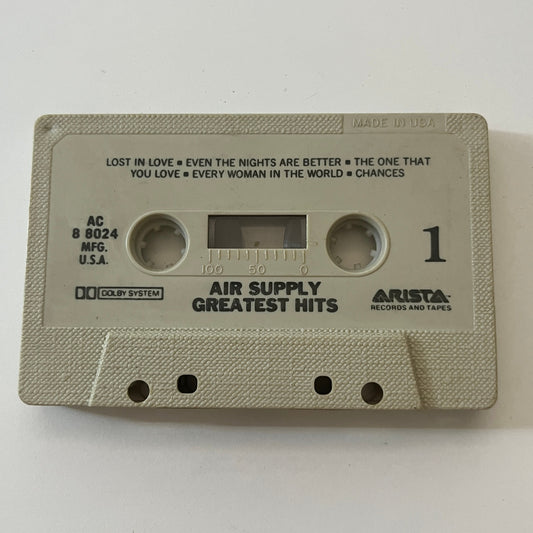 MADE IN USA
LOST IN LOVE ▪ EVEN THE NIGHTS ARE BETTER ▪ THE ONE THAT
YOU LOVE ▪ EVERY WOMAN IN THE WORLD ▪ CHANCES
AC
8 8024
MFG.
U.S.A.
1
100 50 0
DOLBY SYSTEM
AIR SUPPLY
GREATEST HITS
ARISTA
RECORDS AND TAPES